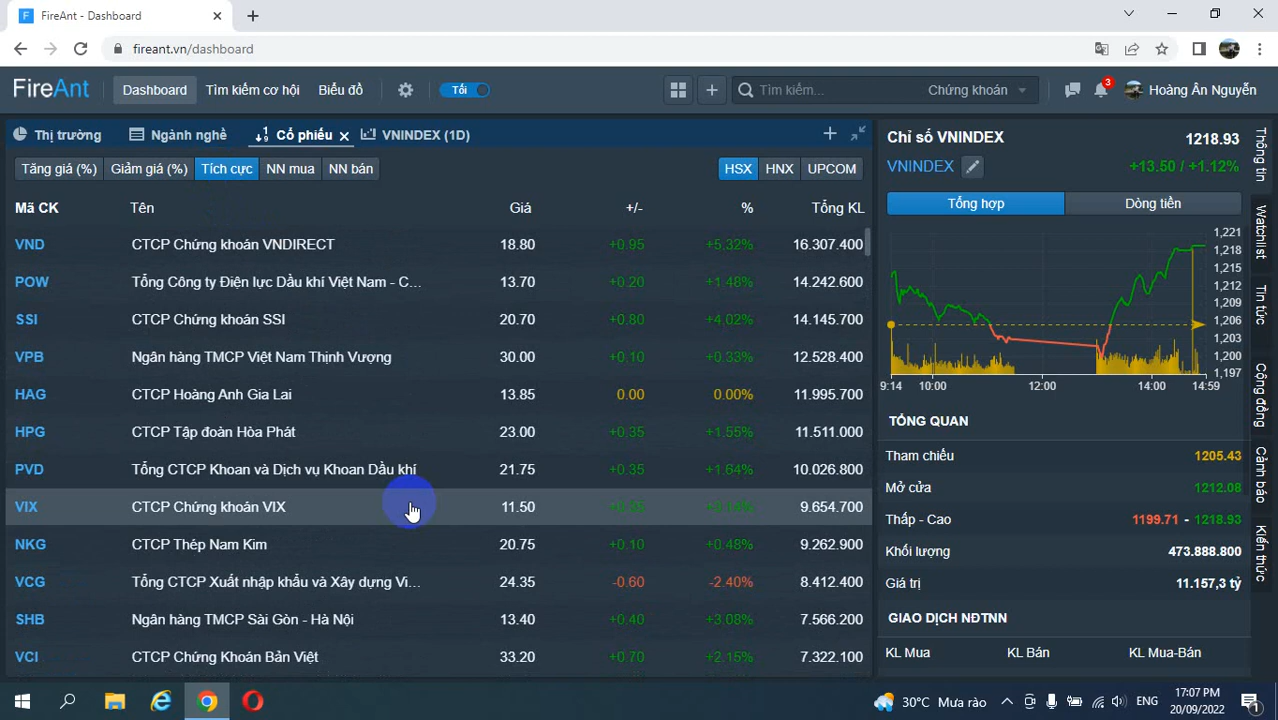 FireAnt - Dashboard
fireant.vn/dashboard
FireAnt Dashboard Tìm kiếm cơ hội Biểu đồ Tối Tìm kiếm... Chứng khoán 3 Hoàng Ân Nguyễn
Thị trường Ngành nghề Cổ phiếu VNINDEX (1D)
Tăng giá (%) Giảm giá (%) Tích cực NN mua NN bán HSX HNX UPCOM
Mã CK Tên Giá +/- % Tổng KL
VND CTCP Chứng khoán VNDIRECT 18.80 +0.95 +5.32% 16.307.400
POW Tổng Công ty Điện lực Dầu khí Việt Nam - C... 13.70 +0.20 +1.48% 14.242.600
SSI CTCP Chứng khoán SSI 20.70 +0.80 +4.02% 14.145.700
VPB Ngân hàng TMCP Việt Nam Thịnh Vượng 30.00 +0.10 +0.33% 12.528.400
HAG CTCP Hoàng Anh Gia Lai 13.85 0.00 0.00% 11.995.700
HPG CTCP Tập đoàn Hòa Phát 23.00 +0.35 +1.55% 11.511.000
PVD Tổng CTCP Khoan và Dịch vụ Khoan Dầu khí 21.75 +0.35 +1.64% 10.026.800
VIX CTCP Chứng khoán VIX 11.50 9.654.700
NKG CTCP Thép Nam Kim 20.75 +0.10 +0.48% 9.262.900
VCG Tổng CTCP Xuất nhập khẩu và Xây dựng Vi... 24.35 -0.60 -2.40% 8.412.400
SHB Ngân hàng TMCP Sài Gòn - Hà Nội 13.40 +0.40 +3.08% 7.566.200
VCI CTCP Chứng Khoán Bản Việt 33.20 +0.70 +2.15% 7.322.100
Chỉ số VNINDEX 1218.93
VNINDEX +13.50 / +1.12%
Tổng hợp Dòng tiền
1,221
1,218
1,215
1,212
1,209
1,206
1,203
1,200
1,197
9:14 10:00 12:00 14:00 14:59
TỔNG QUAN
Tham chiếu 1205.43
Mở cửa 1212.08
Thấp - Cao 1199.71 - 1218.93
Khối lượng 473.888.800
Giá trị 11.157,3 tỷ
GIAO DỊCH NĐTNN
KL Mua KL Bán KL Mua-Bán
Thông tin
Watchlist
Tin tức
Cộng đồng
Cảnh báo
Kiến thức
30°C Mưa rào ENG 17:07 PM
20/09/2022
1